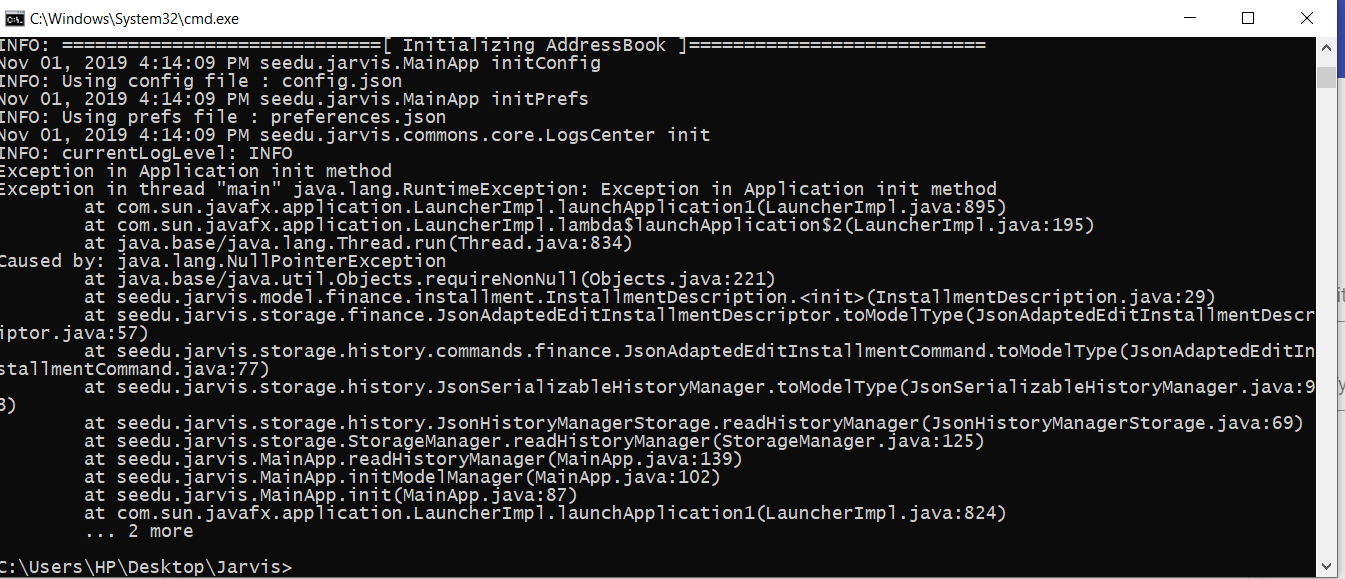 C:\Windows\System32\cmd.exe
INFO: =============================[ Initializing AddressBook ]===========================
Nov 01, 2019 4:14:09 PM seedu.jarvis.MainApp initConfig
INFO: Using config file : config.json
Nov 01, 2019 4:14:09 PM seedu.jarvis.MainApp initPrefs
INFO: Using prefs file : preferences.json
Nov 01, 2019 4:14:09 PM seedu.jarvis.commons.core.LogsCenter init
INFO: currentLogLevel: INFO
Exception in Application init method
Exception in thread "main" java.lang.RuntimeException: Exception in Application init method
at com.sun.javafx.application.LauncherImpl.launchApplication1(LauncherImpl.java:895)
at com.sun.javafx.application.LauncherImpl.lambda$launchApplication$2(LauncherImpl.java:195)
at java.base/java.lang.Thread.run(Thread.java:834)
Caused by: java.lang.NullPointerException
at java.base/java.util.Objects.requireNonNull(Objects.java:221)
at seedu.jarvis.model.finance.installment.InstallmentDescription.<init>(InstallmentDescription.java:29)
at seedu.jarvis.storage.finance.JsonAdaptedEditInstallmentDescriptor.toModelType(JsonAdaptedEditInstallmentDescr
iptor.java:57)
at seedu.jarvis.storage.history.commands.finance.JsonAdaptedEditInstallmentCommand.toModelType(JsonAdaptedEditIn
stallmentCommand.java:77)
at seedu.jarvis.storage.history.JsonSerializableHistoryManager.toModelType(JsonSerializableHistoryManager.java:9
3)
at seedu.jarvis.storage.history.JsonHistoryManagerStorage.readHistoryManager(JsonHistoryManagerStorage.java:69)
at seedu.jarvis.storage.StorageManager.readHistoryManager(StorageManager.java:125)
at seedu.jarvis.MainApp.readHistoryManager(MainApp.java:139)
at seedu.jarvis.MainApp.initModelManager(MainApp.java:102)
at seedu.jarvis.MainApp.init(MainApp.java:87)
at com.sun.javafx.application.LauncherImpl.launchApplication1(LauncherImpl.java:824)
... 2 more
C:\Users\HP\Desktop\Jarvis>